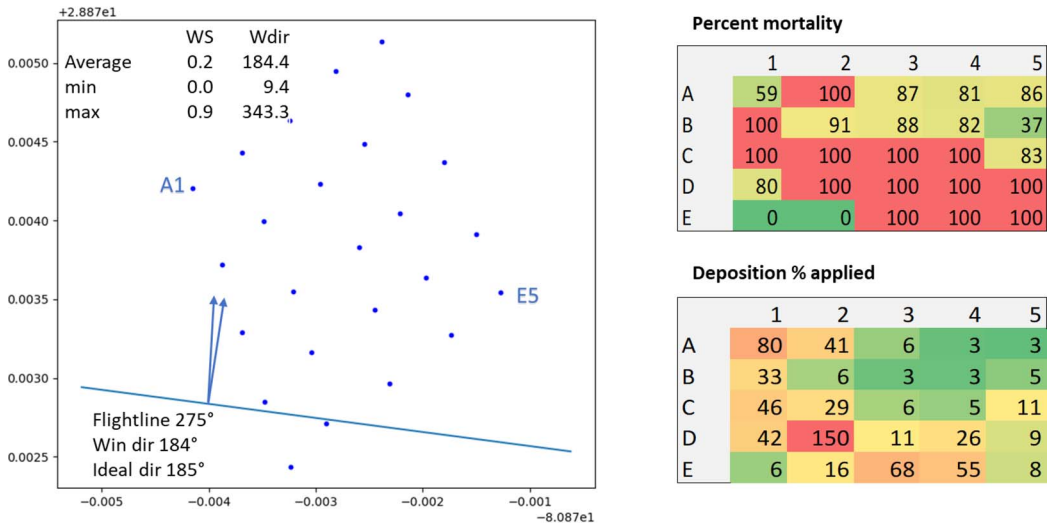 +2.887e1
WS Wdir
Average 0.2 184.4
min 0.0 9.4
max 0.9 343.3
0.0050
0.0045
0.0040
0.0035
0.0030
0.0025
A1
E5
Flightline 275°
Win dir 184°
Ideal dir 185°
−0.005 −0.004 −0.003 −0.002 −0.001
−8.087e1
Percent mortality
1 2 3 4 5
A 59 100 87 81 86
B 100 91 88 82 37
C 100 100 100 100 83
D 80 100 100 100 100
E 0 0 100 100 100
Deposition % applied
1 2 3 4 5
A 80 41 6 3 3
B 33 6 3 3 5
C 46 29 6 5 11
D 42 150 11 26 9
E 6 16 68 55 8